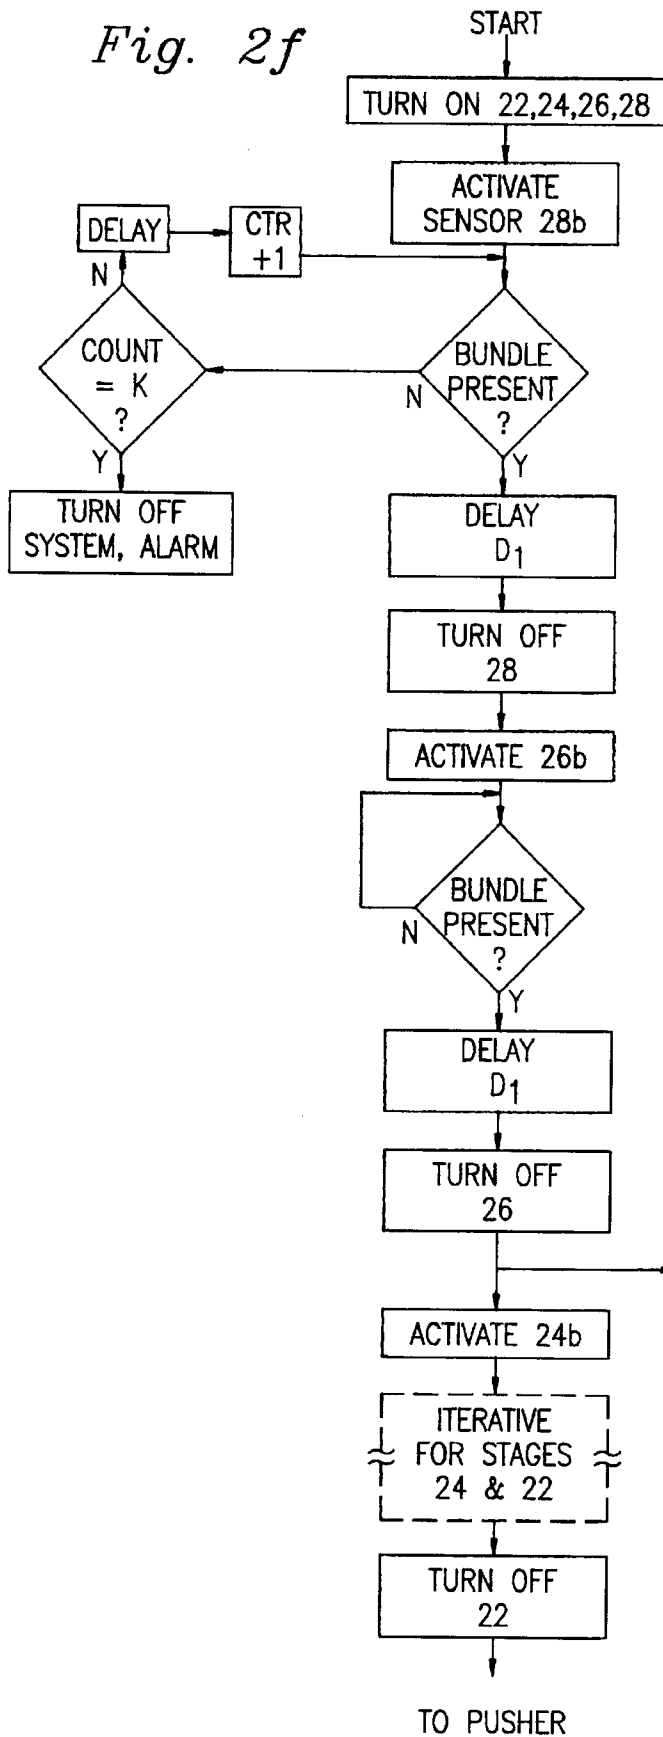 Fig. 2f
START
TURN ON 22,24,26,28
ACTIVATE
SENSOR 28b
DELAY
CTR
+1
N
COUNT
= K
?
BUNDLE
PRESENT
?
N
Y
Y
TURN OFF
SYSTEM, ALARM
DELAY
D1
TURN OFF
28
ACTIVATE 26b
BUNDLE
PRESENT
?
N
Y
DELAY
D1
TURN OFF
26
ACTIVATE 24b
ITERATIVE
FOR STAGES
24 & 22
TURN OFF
22
TO PUSHER